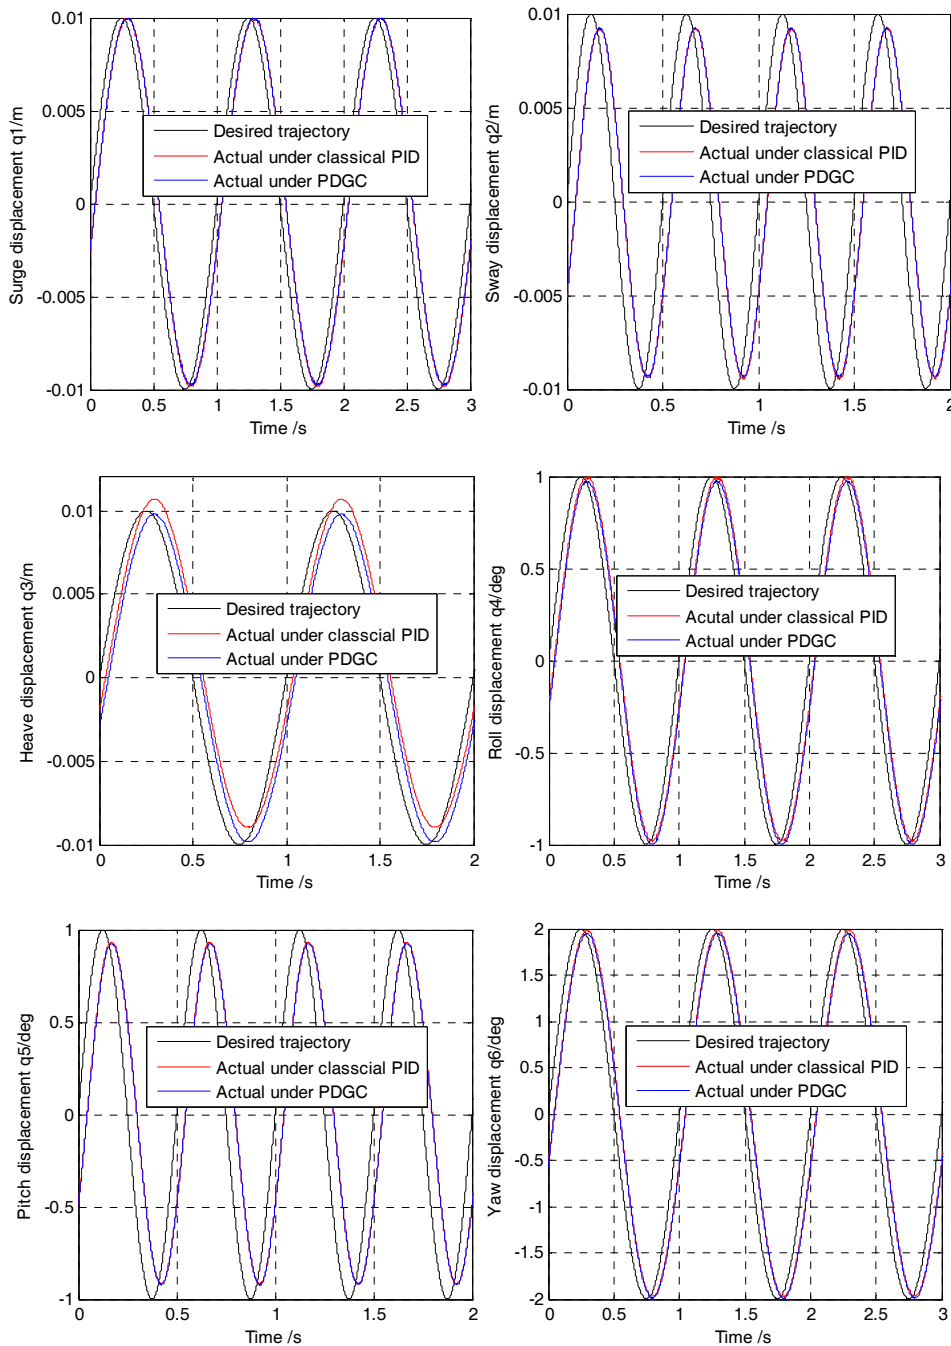 0.01
0.005
0
-0.005
-0.01
Surge displacement q1/m
Desired trajectory
Actual under classical PID
Actual under PDGC
0 0.5 1 1.5 2 2.5 3
Time /s
0.01
0.005
0
-0.005
-0.01
Sway displacement q2/m
Desired trajectory
Actual under classical PID
Actual under PDGC
0 0.5 1 1.5 2
Time /s
0.01
0.005
0
-0.005
-0.01
Heave displacement q3/m
Desired trajectory
Actual under classcial PID
Actual under PDGC
0 0.5 1 1.5 2
Time /s
1
0.5
0
-0.5
-1
Roll displacement q4/deg
Desired trajectory
Acutal under classical PID
Actual under PDGC
0 0.5 1 1.5 2 2.5 3
Time /s
1
0.5
0
-0.5
-1
Pitch displacement q5/deg
Desired trajectory
Actual under classcial PID
Actual under PDGC
0 0.5 1 1.5 2
Time /s
2
1.5
1
0.5
0
-0.5
-1
-1.5
-2
Yaw displacement q6/deg
Desired trajectory
Actual under classical PID
Actual under PDGC
0 0.5 1 1.5 2 2.5 3
Time /s